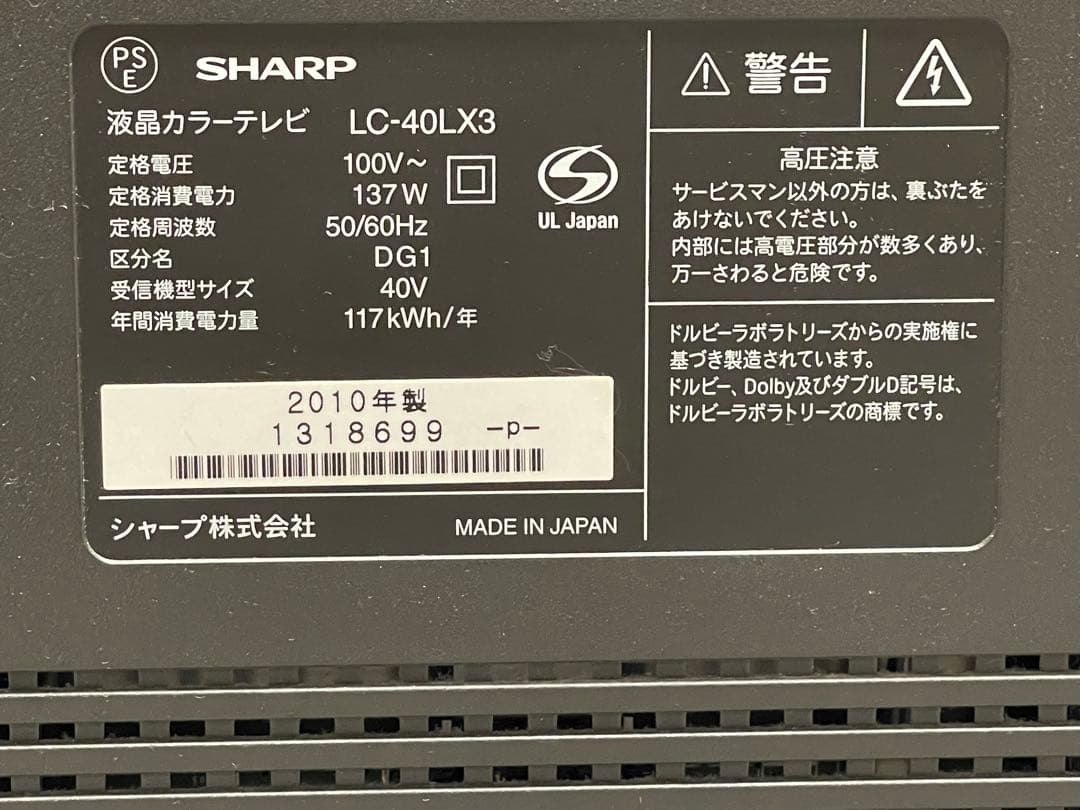 PS
E
SHARP
液晶カラーテレビ LC-40LX3
定格電圧 100V～
定格消費電力 137W
定格周波数 50/60Hz
区分名 DG1
受信機型サイズ 40V
年間消費電力量 117kWh/年
UL Japan
2010年製
1318699 -p-
シャープ株式会社 MADE IN JAPAN
警告
高圧注意
サービスマン以外の方は、裏ぶたを
あけないでください。
内部には高電圧部分が数多くあり、
万一さわると危険です。
ドルビーラボラトリーズからの実施権に
基づき製造されています。
ドルビー、Dolby及びダブルD記号は、
ドルビーラボラトリーズの商標です。